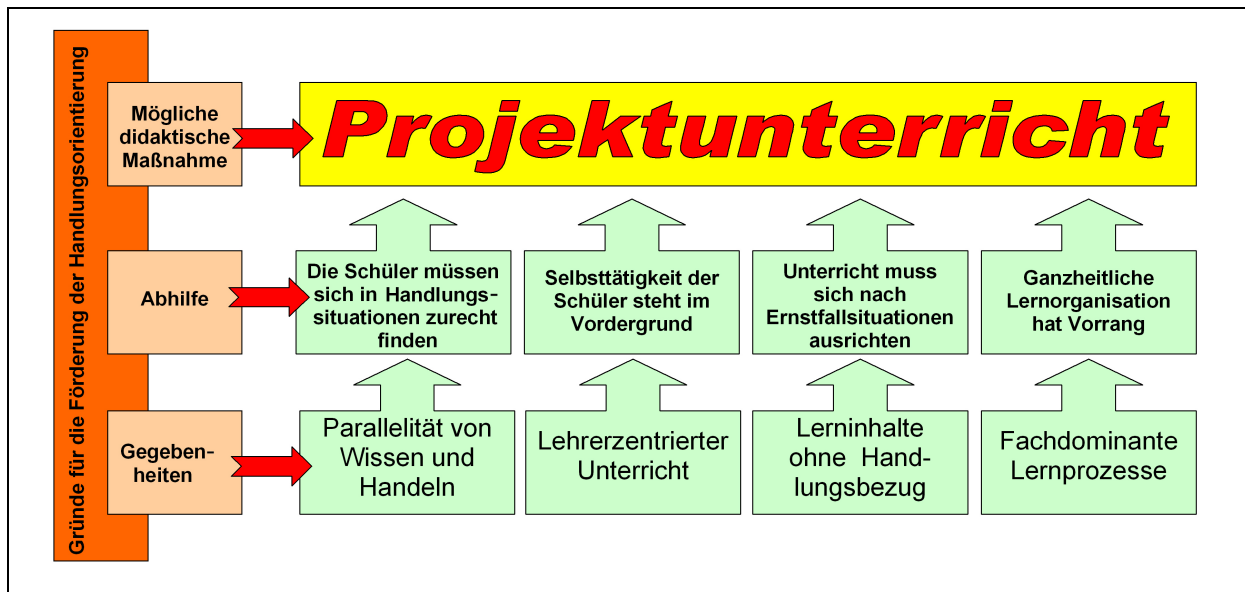 Gründe für die Förderung der Handlungsorientierung
Mögliche
didaktische
Maßnahme
Projektunterricht
Abhilfe
Die Schüler müssen
sich in Handlungs-
situationen zurecht
finden
Selbsttätigkeit der
Schüler steht im
Vordergrund
Unterricht muss
sich nach
Ernstfallsituationen
ausrichten
Ganzheitliche
Lernorganisation
hat Vorrang
Gegeben-
heiten
Parallelität von
Wissen und
Handeln
Lehrerzentrierter
Unterricht
Lerninhalte
ohne Hand-
lungsbezug
Fachdominante
Lernprozesse